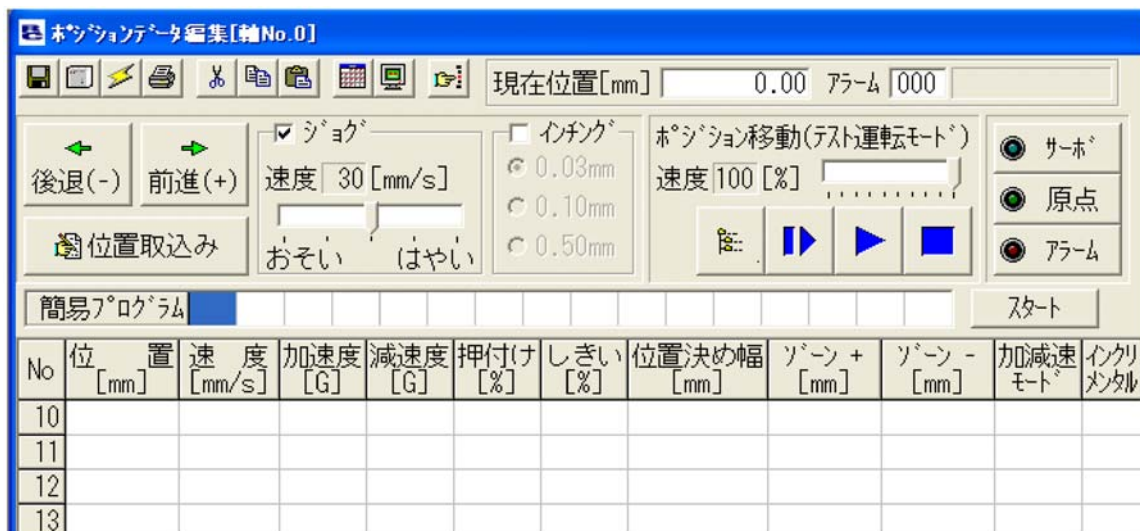 ポジションデータ編集[軸No.0]
現在位置[mm] 0.00 アラーム 000
後退(-) 前進(+)
位置取込み
ジョグ
速度 30 [mm/s]
おそい はやい
インチング
0.03mm
0.10mm
0.50mm
ポジション移動(テスト運転モード)
速度 100 [%]
サーボ
原点
アラーム
簡易プログラム スタート
No 位置[mm] 速度[mm/s] 加速度[G] 減速度[G] 押付け[%] しきい[%] 位置決め幅[mm] ゾーン+[mm] ゾーン-[mm] 加減速モード インクリメンタル
10
11
12
13